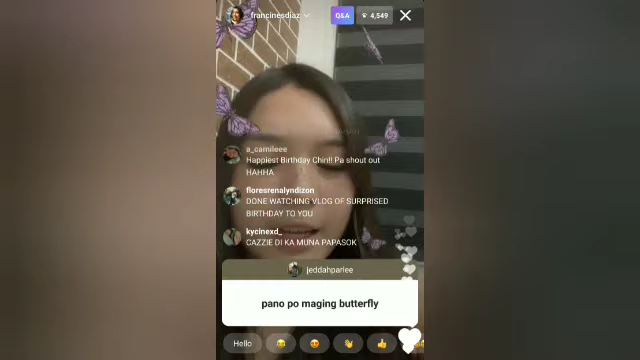 francinesdiaz
Q&A
4,549
a_camileee
Happiest Birthday Chin!! Pa shout out
HAHHA
floresrenalyndizon
DONE WATCHING VLOG OF SURPRISED
BIRTHDAY TO YOU
kycinexd_
CAZZIE DI KA MUNA PAPASOK
jeddahparlee
pano po maging butterfly
Hello